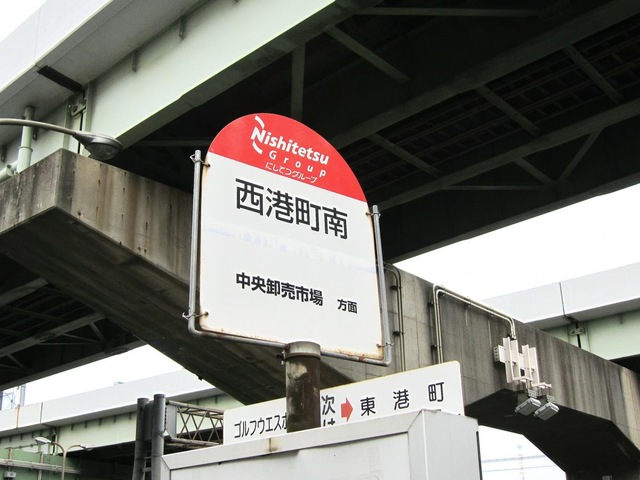 Nishitetsu
Group
にしてつグループ
西港町南
中央卸売市場 方面
ゴルフウエスポ
次は
→ 東港町